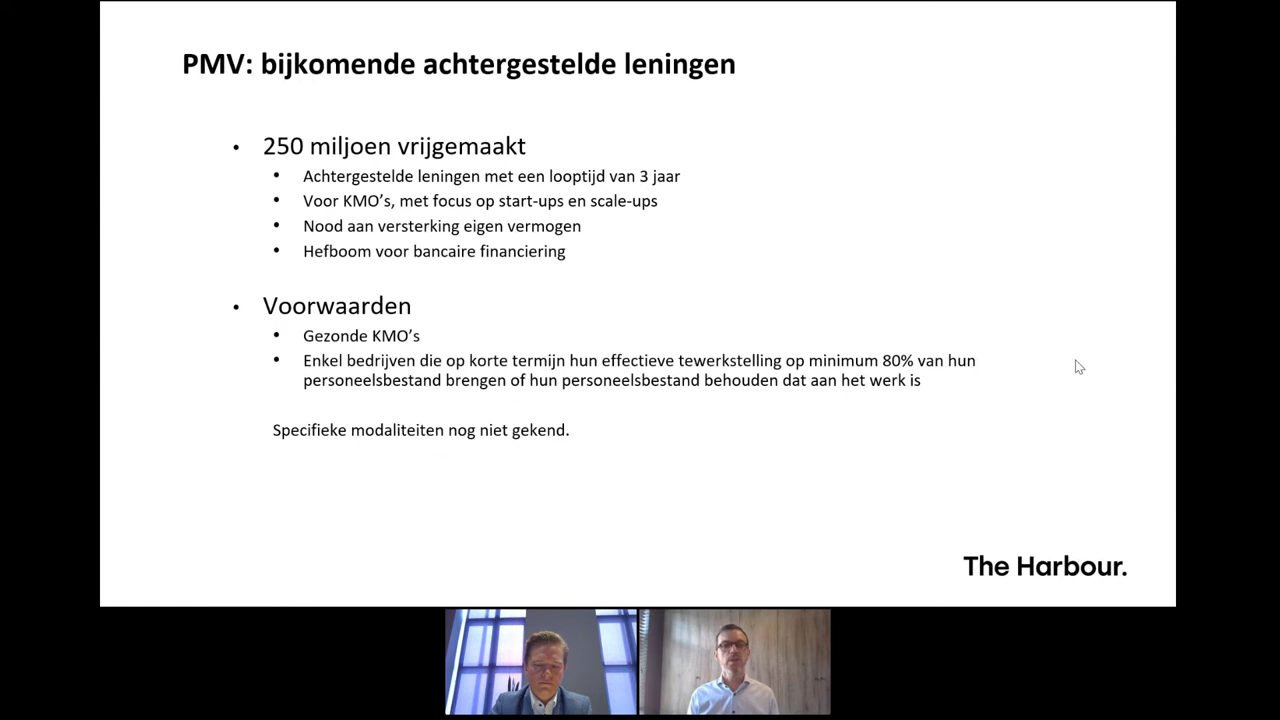 PMV: bijkomende achtergestelde leningen
• 250 miljoen vrijgemaakt
• Achtergestelde leningen met een looptijd van 3 jaar
• Voor KMO's, met focus op start-ups en scale-ups
• Nood aan versterking eigen vermogen
• Hefboom voor bancaire financiering
• Voorwaarden
• Gezonde KMO's
• Enkel bedrijven die op korte termijn hun effectieve tewerkstelling op minimum 80% van hun
personeelsbestand brengen of hun personeelsbestand behouden dat aan het werk is
Specifieke modaliteiten nog niet gekend.
The Harbour.